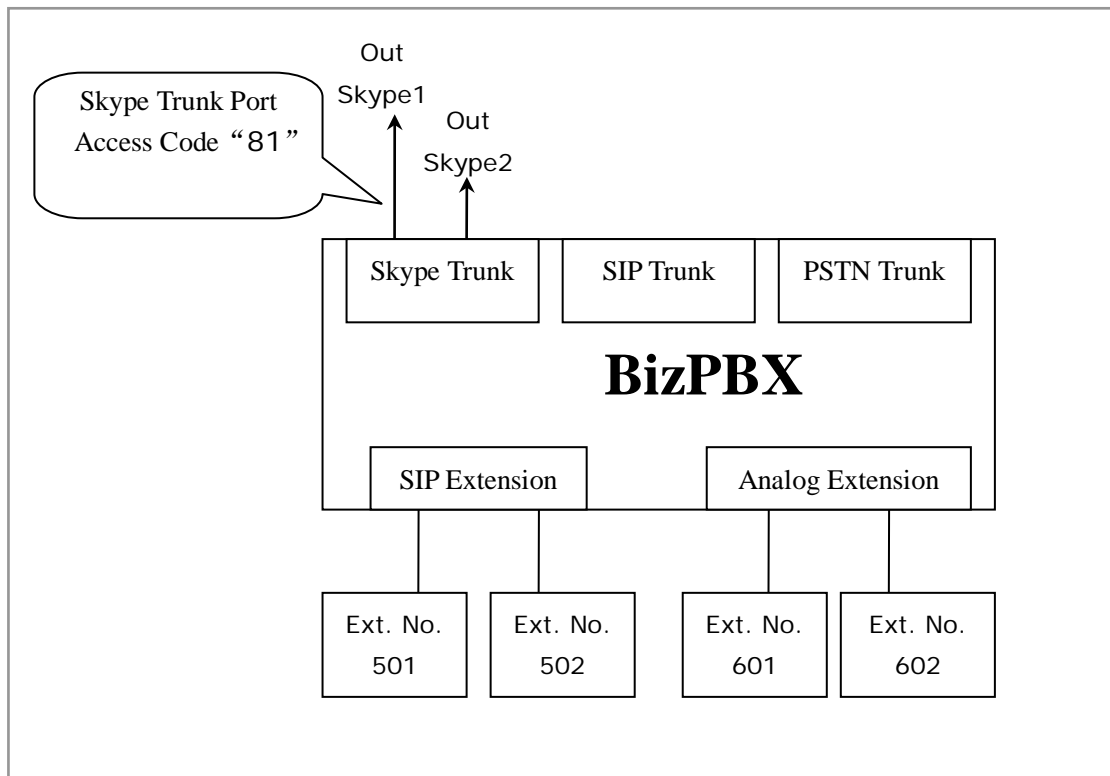 Out
Skype1
Out
Skype2
Skype Trunk Port
Access Code “81”
Skype Trunk
SIP Trunk
PSTN Trunk
BizPBX
SIP Extension
Analog Extension
Ext. No.
501
Ext. No.
502
Ext. No.
601
Ext. No.
602